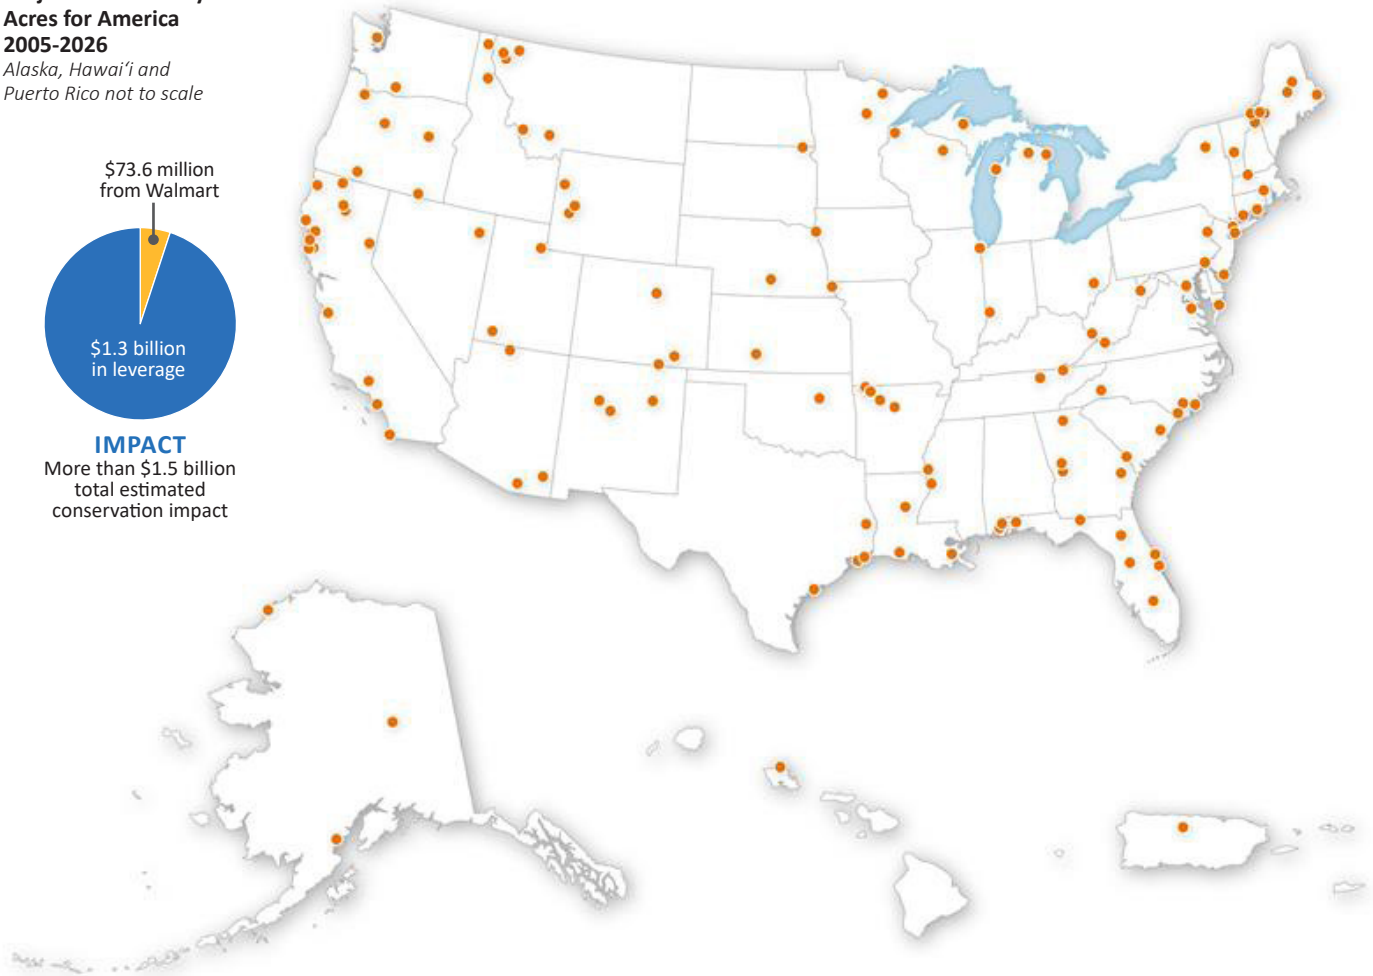 Acres for America
2005-2026
Alaska, Hawai‘i and
Puerto Rico not to scale
$73.6 million
from Walmart
$1.3 billion
in leverage
IMPACT
More than $1.5 billion
total estimated
conservation impact